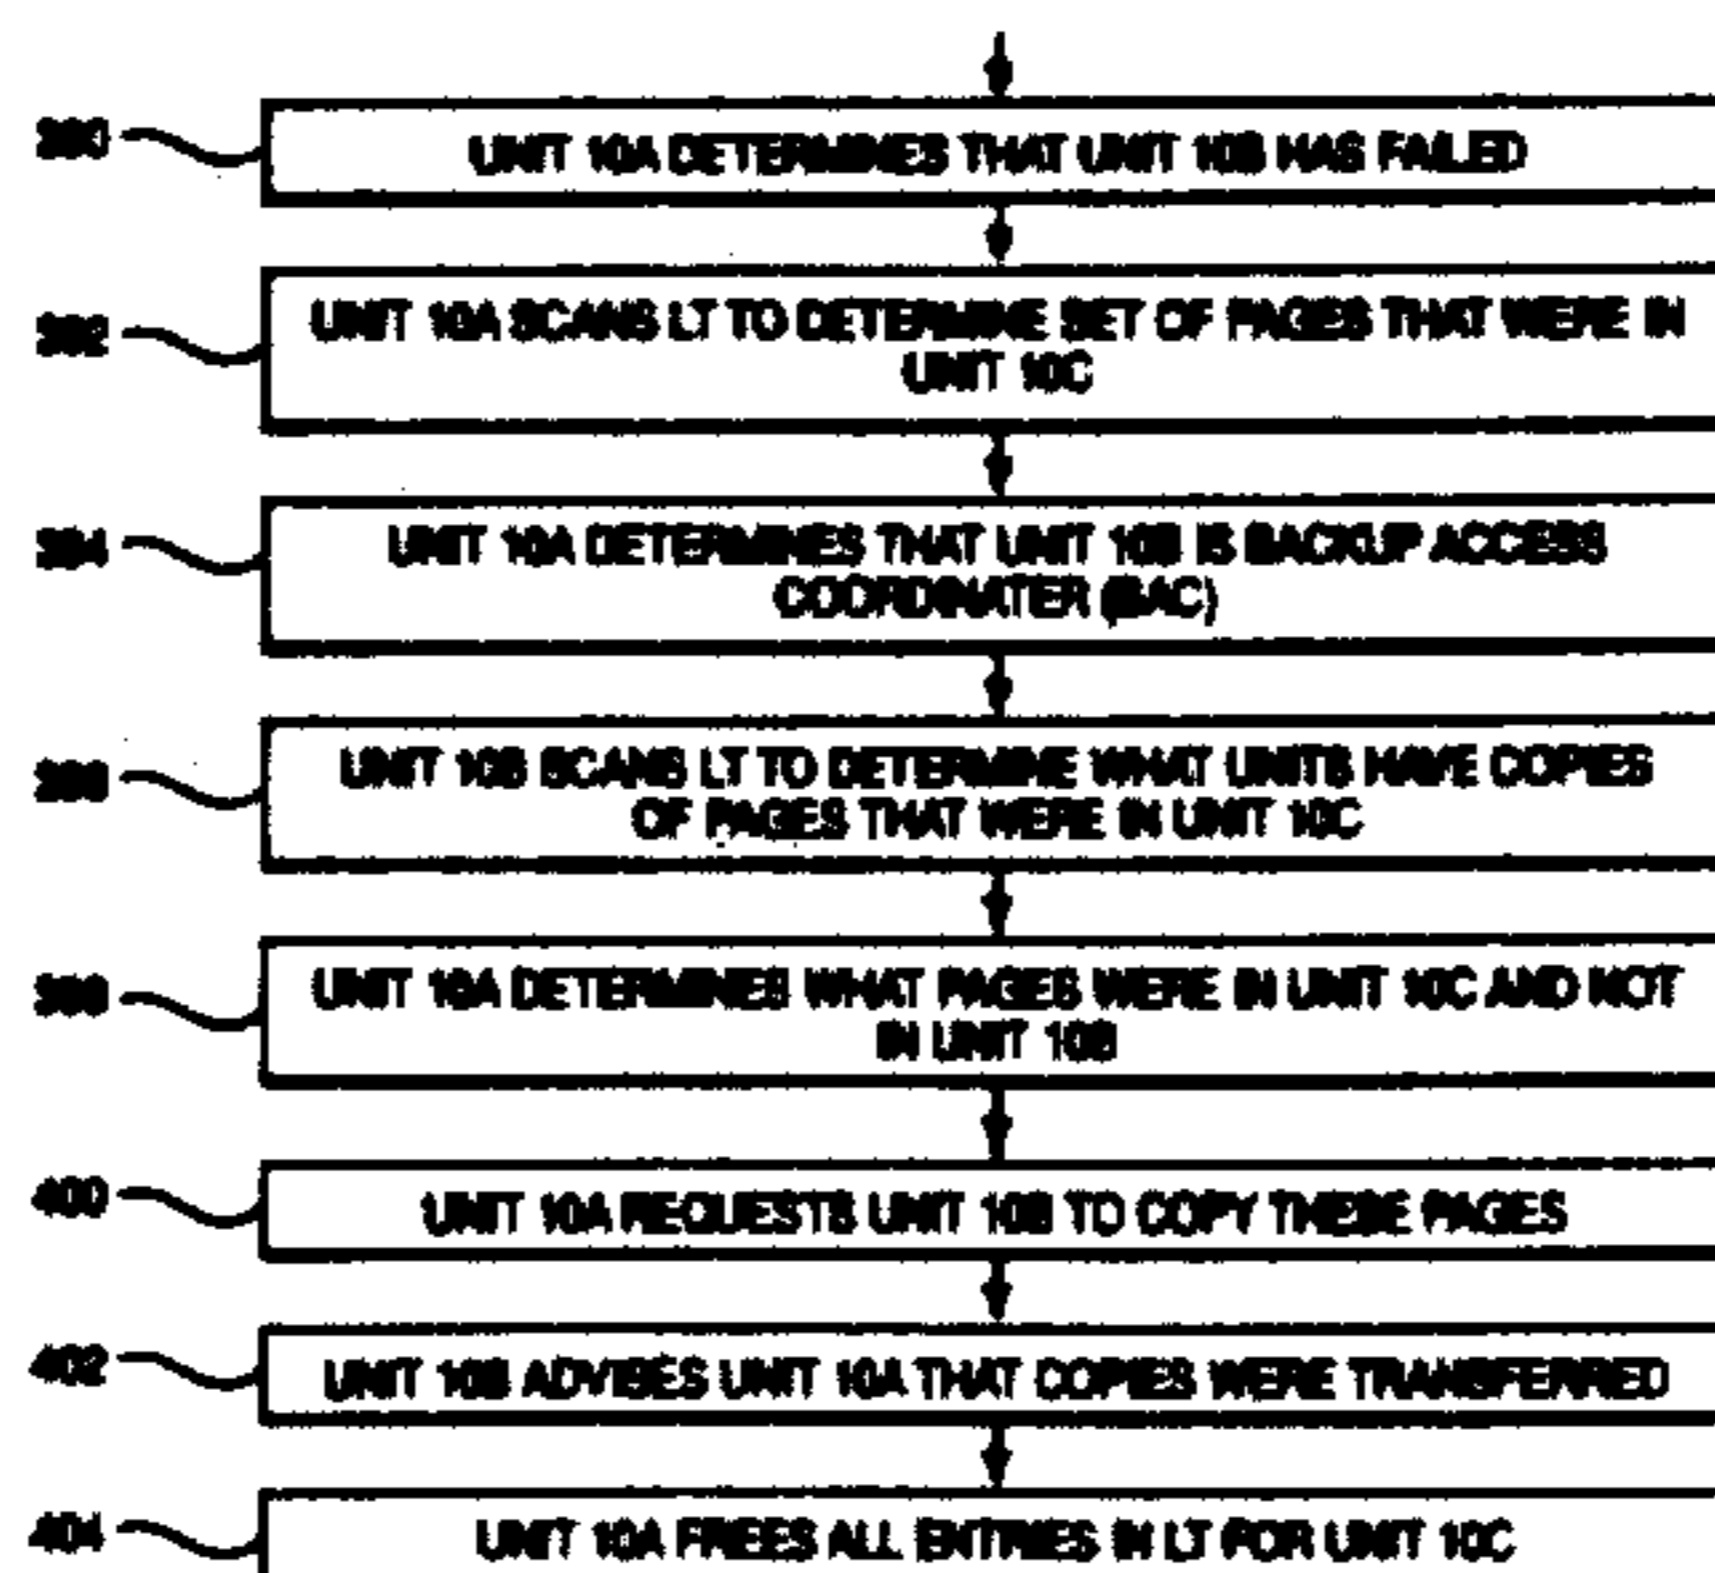 UNIT 10A DETERMINES THAT UNIT 10B HAS FAILED
392
UNIT 10A SCANS LT TO DETERMINE SET OF PAGES THAT WERE IN
UNIT 10C
394
UNIT 10A DETERMINES THAT UNIT 10B IS BACKUP ACCESS
COORDINATER (BAC)
UNIT 10B SCANS LT TO DETERMINE WHAT UNITS HAVE COPIES
OF PAGES THAT WERE IN UNIT 10C
UNIT 10A DETERMINES WHAT PAGES WERE IN UNIT 10C AND NOT
IN UNIT 10B
400
UNIT 10A REQUESTS UNIT 10B TO COPY THESE PAGES
402
UNIT 10B ADVISES UNIT 10A THAT COPIES WERE TRANSFERRED
404
UNIT 10A FREES ALL ENTRIES IN LT FOR UNIT 10C